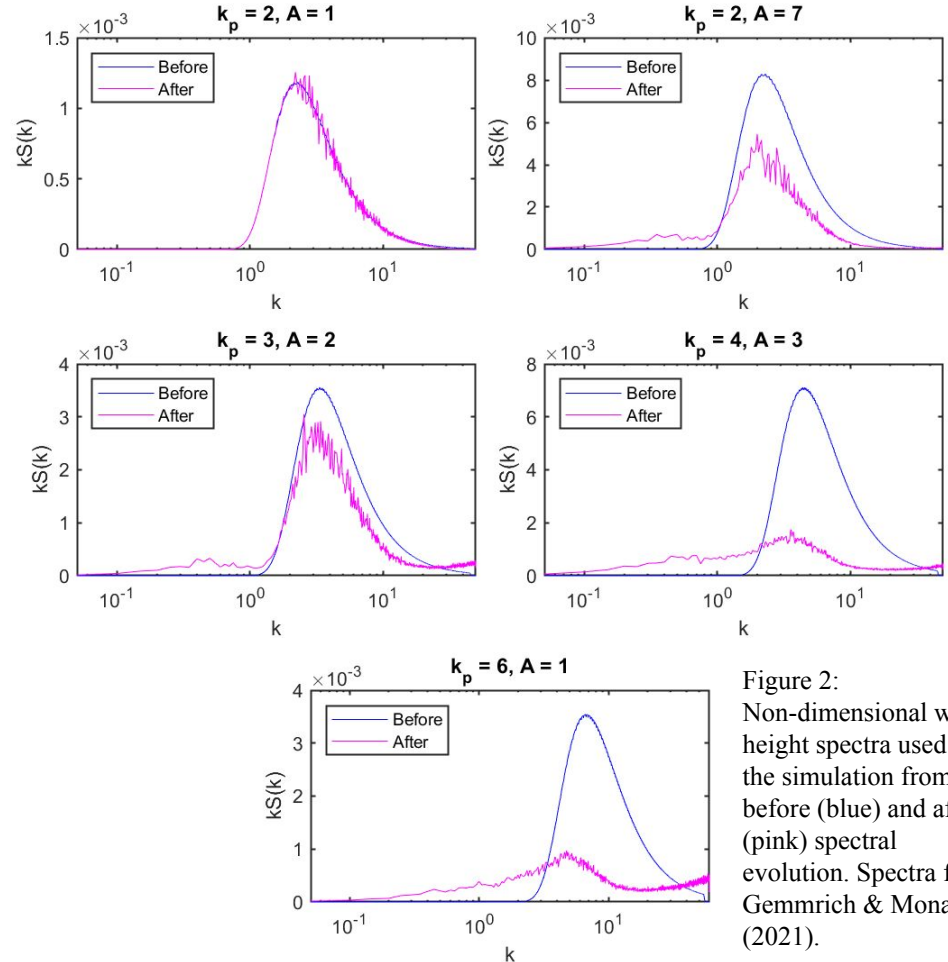 k_p = 2, A = 1
×10^-3
1.5
1
0.5
0
kS(k)
Before
After
10^-1
10^0
10^1
k
k_p = 2, A = 7
×10^-3
10
8
6
4
2
0
kS(k)
Before
After
10^-1
10^0
10^1
k
k_p = 3, A = 2
×10^-3
4
3
2
1
0
kS(k)
Before
After
10^-1
10^0
10^1
k
k_p = 4, A = 3
×10^-3
8
6
4
2
0
kS(k)
Before
After
10^-1
10^0
10^1
k
k_p = 6, A = 1
×10^-3
4
3
2
1
0
kS(k)
Before
After
10^-1
10^0
10^1
k
Figure 2:
Non-dimensional
height spectra used
the simulation from
before (blue) and
(pink) spectral
evolution. Spectra
Gemmrich &
(2021).